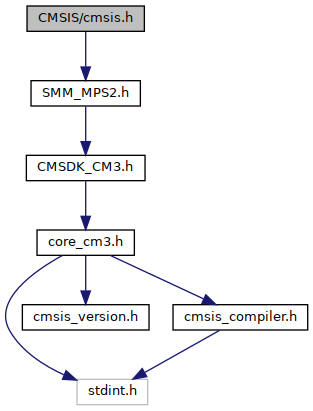 CMSIS/cmsis.h
SMM_MPS2.h
CMSDK_CM3.h
core_cm3.h
cmsis_version.h
cmsis_compiler.h
stdint.h